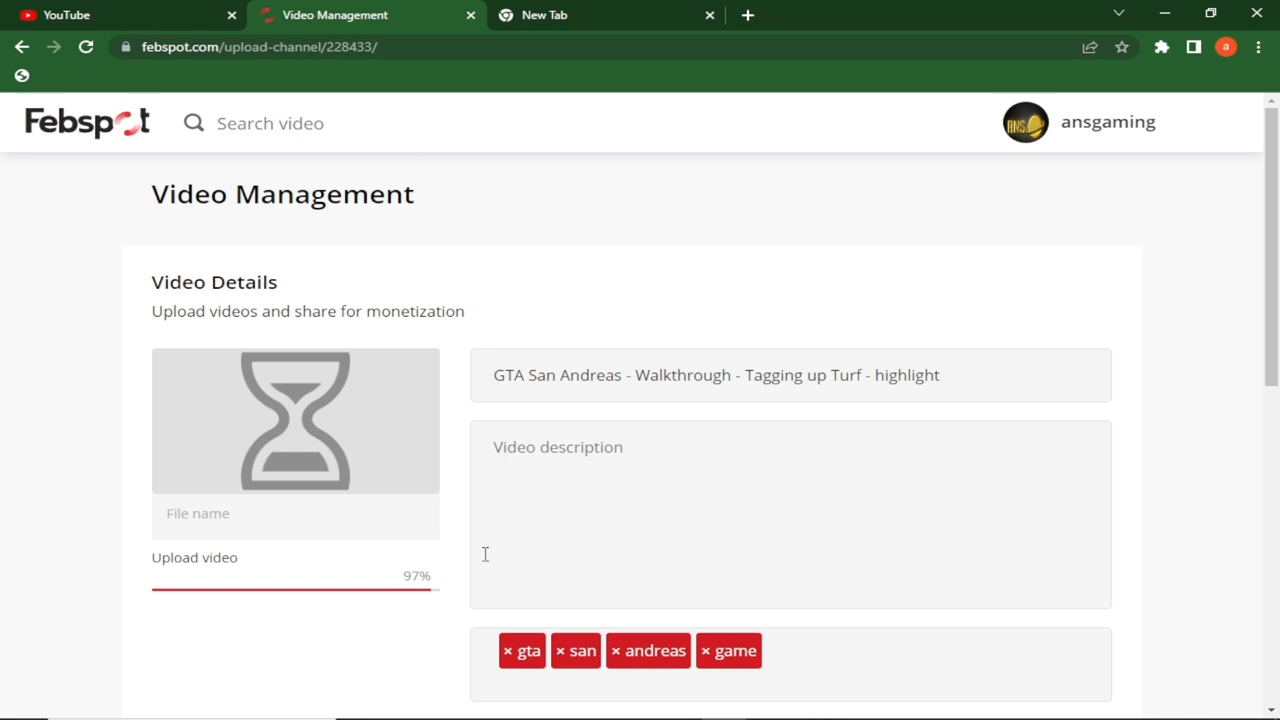 YouTube
Video Management
New Tab
febspot.com/upload-channel/228433/
a
Febspot
Search video
ANS
ansgaming
Video Management
Video Details
Upload videos and share for monetization
GTA San Andreas - Walkthrough - Tagging up Turf - highlight
Video description
File name
Upload video
97%
× gta × san × andreas × game